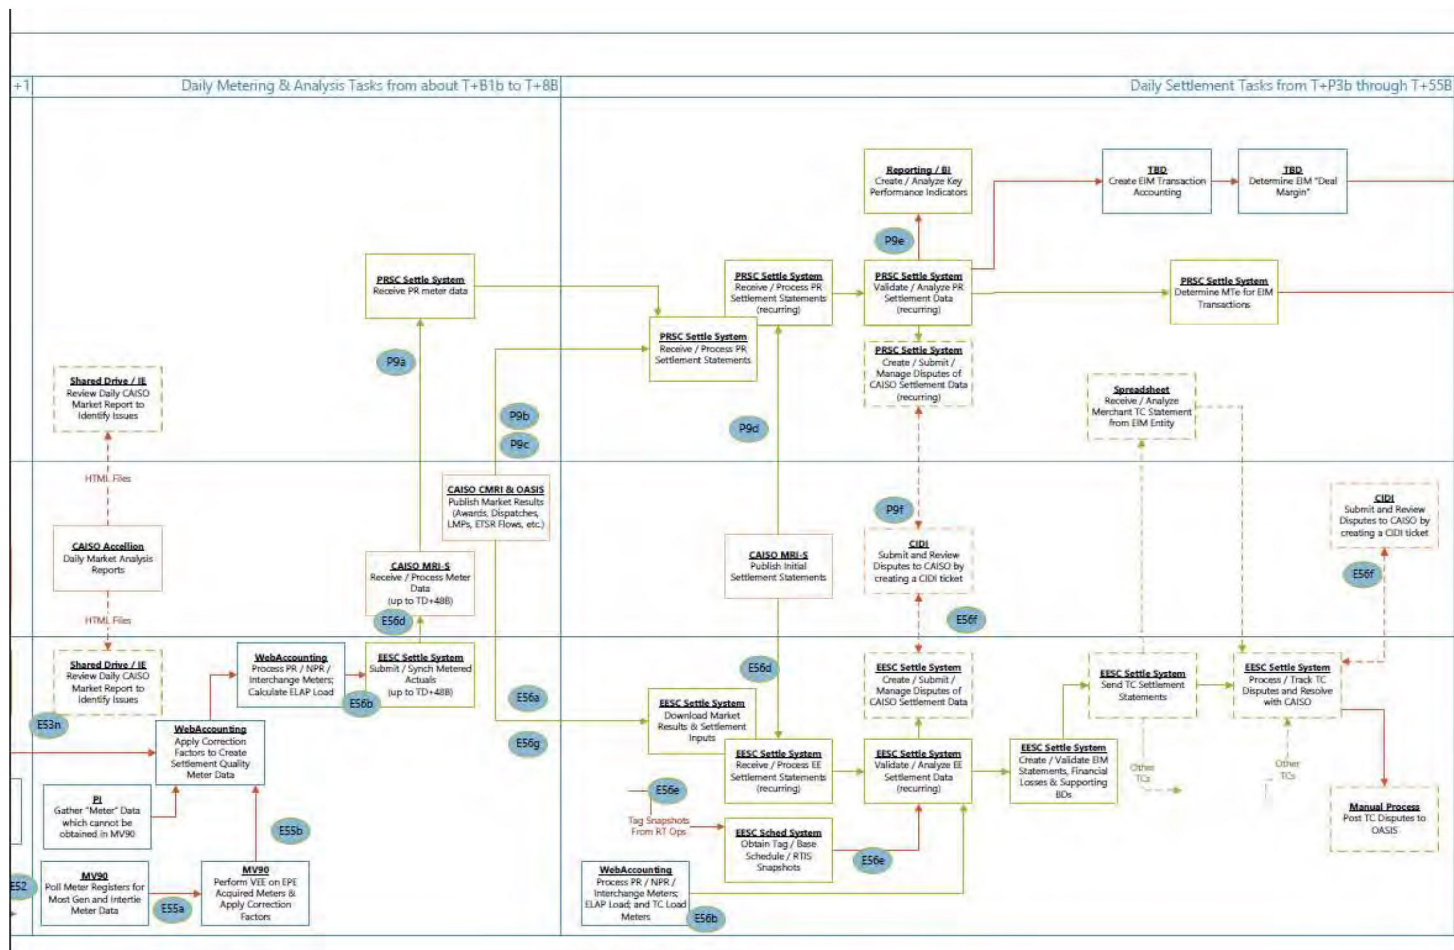 +1
Daily Metering & Analysis Tasks from about T+B1b to T+8B
Daily Settlement Tasks from T+P3b through T+55B
Reporting / BI
Create / Analyze Key
Performance Indicators
TBD
Create EIM Transaction
Accounting
TBD
Determine EIM "Deal
Margin"
P9e
PRSC Settle System
Receive PR meter data
PRSC Settle System
Receive / Process PR
Settlement Statements
(recurring)
PRSC Settle System
Validate / Analyze PR
Settlement Data
(recurring)
PRSC Settle System
Determine MTe for EIM
Transactions
PRSC Settle System
Receive / Process PR
Settlement Statements
P9a
PRSC Settle System
Create / Submit /
Manage Disputes of
CAISO Settlement Data
(recurring)
Shared Drive / IE
Review Daily CAISO
Market Report to
Identify Issues
Spreadsheet
Receive / Analyze
Merchant TC Statement
from EIM Entity
P9b
P9c
P9d
HTML Files
CAISO CMRI & OASIS
Publish Market Results
(Awards, Dispatches,
LMPs, ETSR Flows, etc.)
P9f
CIDI
Submit and Review
Disputes to CAISO by
creating a CIDI ticket
CAISO Accellion
Daily Market Analysis
Reports
CAISO MRI-S
Receive / Process Meter
Data
(up to TD+48B)
CAISO MRI-S
Publish Initial
Settlement Statements
CIDI
Submit and Review
Disputes to CAISO by
creating a CIDI ticket
E56f
HTML Files
E56d
E56f
Shared Drive / IE
Review Daily CAISO
Market Report to
Identify Issues
WebAccounting
Process PR / NPR /
Interchange Meters;
Calculate ELAP Load
E56b
EESC Settle System
Submit / Synch Metered
Actuals
(up to TD+48B)
E56a
E56g
E56d
EESC Settle System
Download Market
Results & Settlement
Inputs
EESC Settle System
Create / Submit /
Manage Disputes of
CAISO Settlement Data
EESC Settle System
Send TC Settlement
Statements
EESC Settle System
Process / Track TC
Disputes and Resolve
with CAISO
E53n
WebAccounting
Apply Correction
Factors to Create
Settlement Quality
Meter Data
EESC Settle System
Receive / Process EE
Settlement Statements
(recurring)
EESC Settle System
Validate / Analyze EE
Settlement Data
(recurring)
EESC Settle System
Create / Validate EIM
Statements, Financial
Losses & Supporting
BDs
Other
TCs
Other
TCs
PI
Gather "Meter" Data
which cannot be
obtained in MV90
E55b
E56e
Tag Snapshots
From RT Ops
EESC Sched System
Obtain Tag / Base
Schedule / RTIS
Snapshots
E56e
Manual Process
Post TC Disputes to
OASIS
E52
MV90
Poll Meter Registers for
Most Gen and Intertie
Meter Data
E55a
MV90
Perform VEE on EPE
Acquired Meters &
Apply Correction
Factors
WebAccounting
Process PR / NPR /
Interchange Meters;
ELAP Load; and TC Load
Meters
E56b